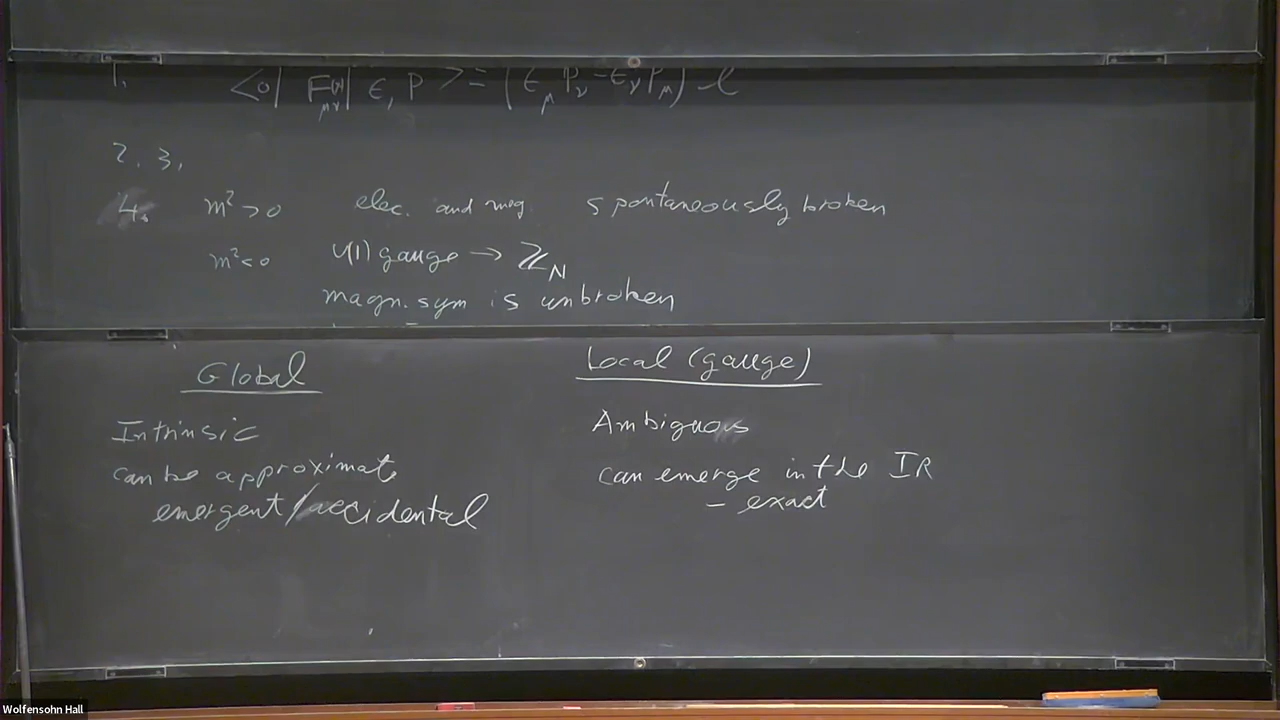 1. <0| F_{μν}(x) | ε, P > = (ε_μ P_ν - ε_ν P_μ) e
2. 3.
4. m²>0 elec. and mag. spontaneously broken
m²<0 U(1) gauge → ℤ_N
magn. sym is unbroken
Global
Intrinsic
can be approximate
emergent/accidental
Local (gauge)
Ambiguous
can emerge in the IR
– exact
Wolfensohn Hall